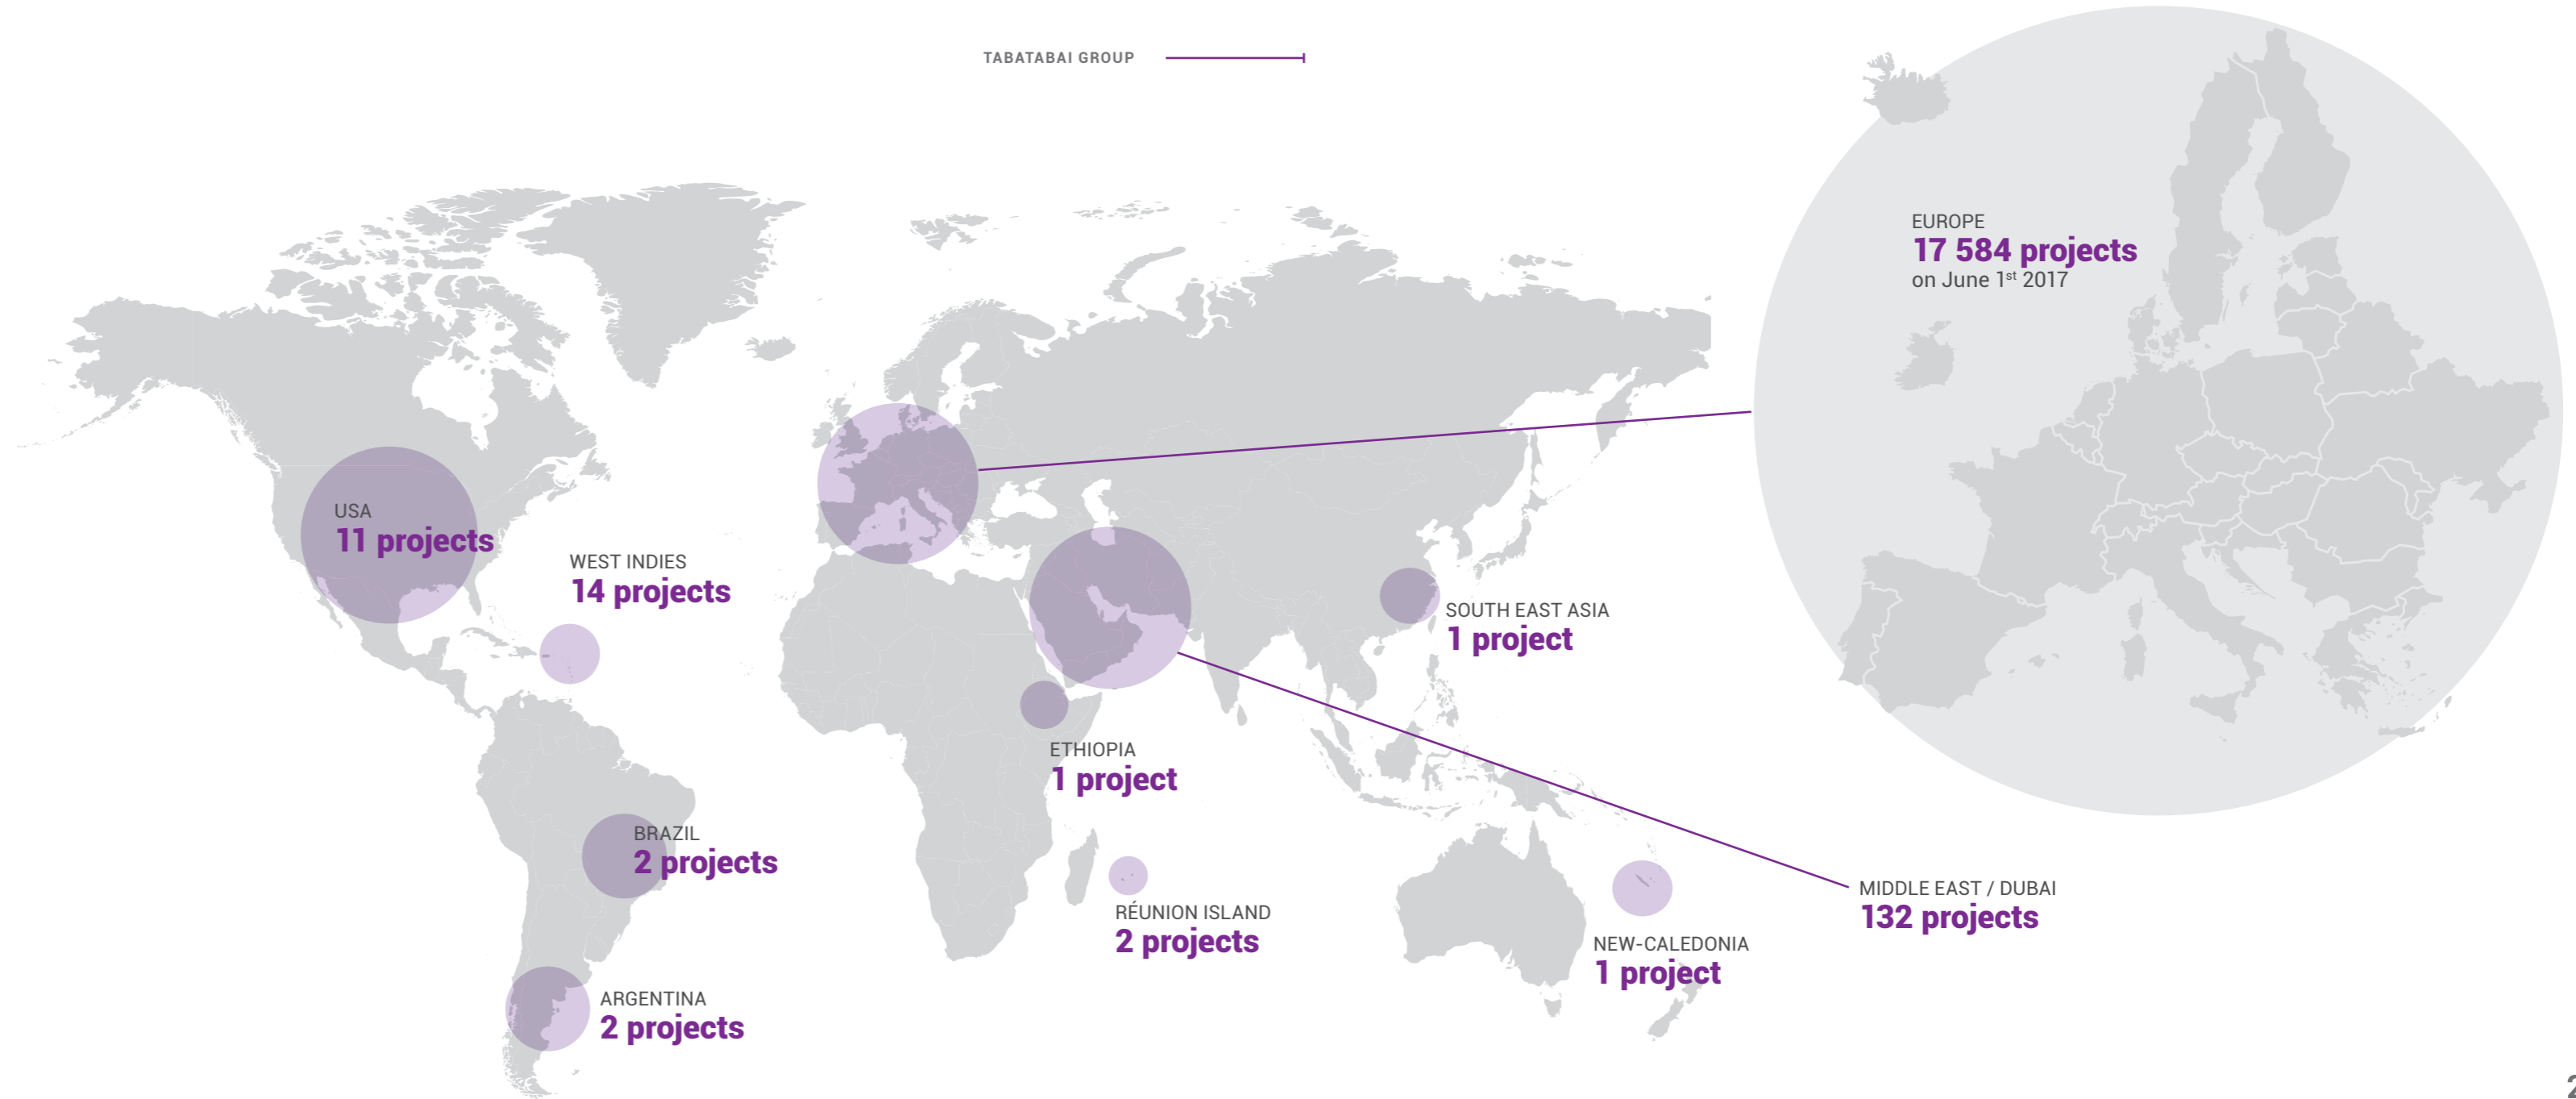 TABATABAI GROUP
EUROPE
17 584 projects
on June 1st 2017
USA
11 projects
WEST INDIES
14 projects
SOUTH EAST ASIA
1 project
ETHIOPIA
1 project
BRAZIL
2 projects
RÉUNION ISLAND
2 projects
MIDDLE EAST / DUBAI
132 projects
NEW-CALEDONIA
1 project
ARGENTINA
2 projects